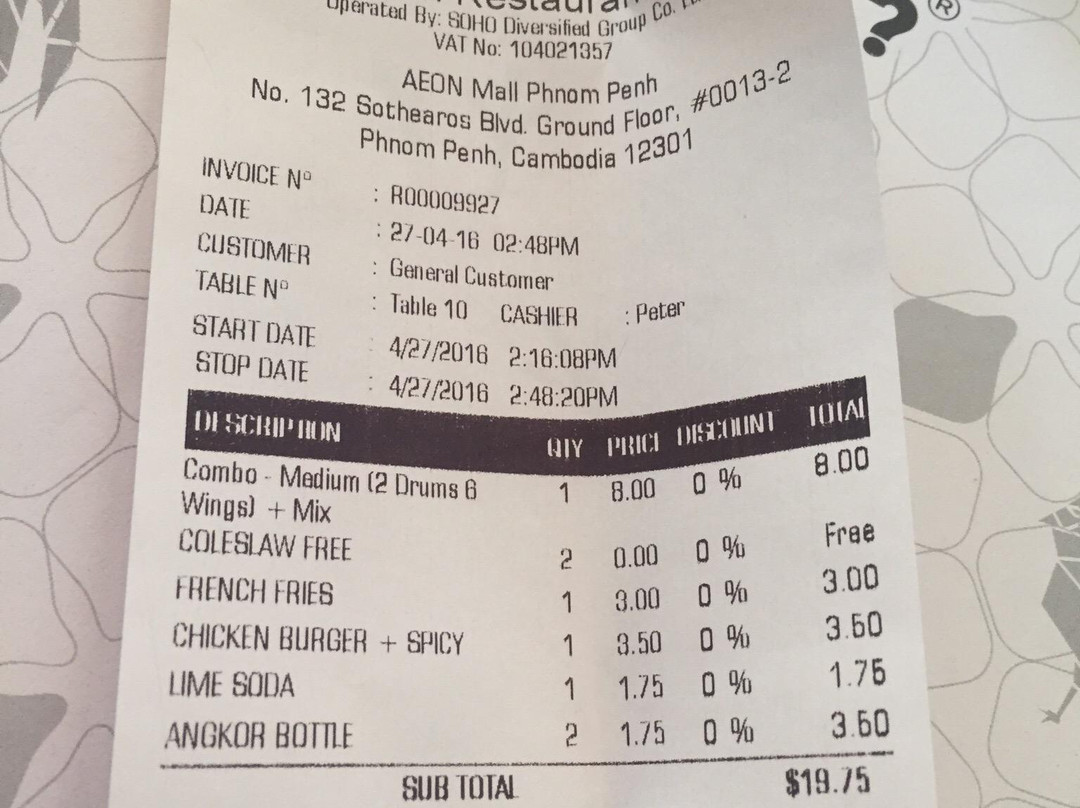 Restaurant
Operated By: SOHO Diversified Group Co.
VAT No: 104021357
AEON Mall Phnom Penh
No. 132 Sothearos Blvd. Ground Floor, #0013-2
Phnom Penh, Cambodia 12301
INVOICE Nº : R00009927
DATE : 27-04-16 02:48PM
CUSTOMER : General Customer
TABLE Nº : Table 10 CASHIER : Peter
START DATE : 4/27/2016 2:16:08PM
STOP DATE : 4/27/2016 2:48:20PM
DESCRIPTION QTY PRICE DISCOUNT TOTAL
Combo - Medium (2 Drums 6 1 8.00 0 % 8.00
Wings) + Mix
COLESLAW FREE 2 0.00 0 % Free
FRENCH FRIES 1 3.00 0 % 3.00
CHICKEN BURGER + SPICY 1 3.50 0 % 3.50
LIME SODA 1 1.75 0 % 1.75
ANGKOR BOTTLE 2 1.75 0 % 3.50
SUB TOTAL $19.75
? ®